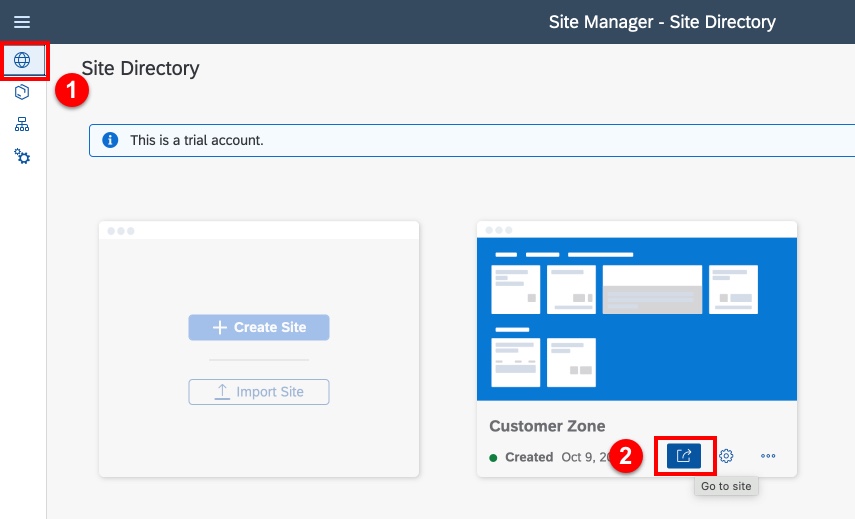 Site Manager - Site Directory
Site Directory
1
This is a trial account.
Create Site
Import Site
Customer Zone
Created Oct 9, 2
2
Go to site